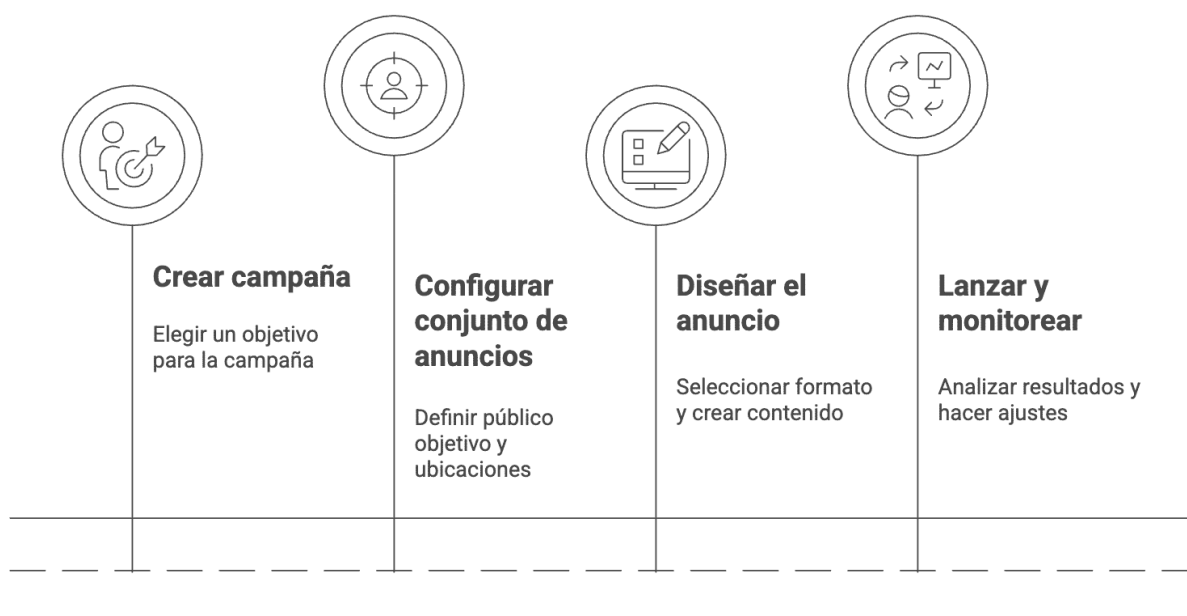 Crear campaña
Elegir un objetivo
para la campaña
Configurar
conjunto de
anuncios
Definir público
objetivo y
ubicaciones
Diseñar el
anuncio
Seleccionar formato
y crear contenido
Lanzar y
monitorear
Analizar resultados y
hacer ajustes